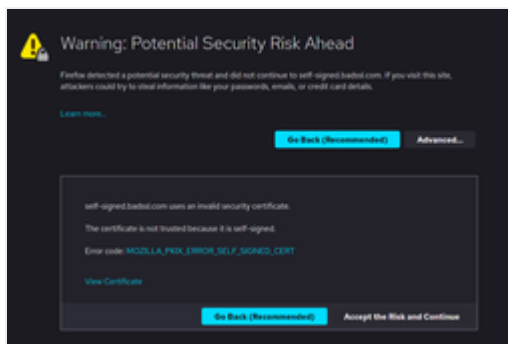 Warning: Potential Security Risk Ahead
Firefox detected a potential security threat and did not continue to self-signed.badssl.com. If you visit this site,
attackers could try to steal information like your passwords, emails, or credit card details.
Learn more...
Go Back (Recommended) Advanced...
self-signed.badssl.com uses an invalid security certificate.
The certificate is not trusted because it is self-signed.
Error code: MOZILLA_PKIX_ERROR_SELF_SIGNED_CERT
View Certificate
Go Back (Recommended) Accept the Risk and Continue